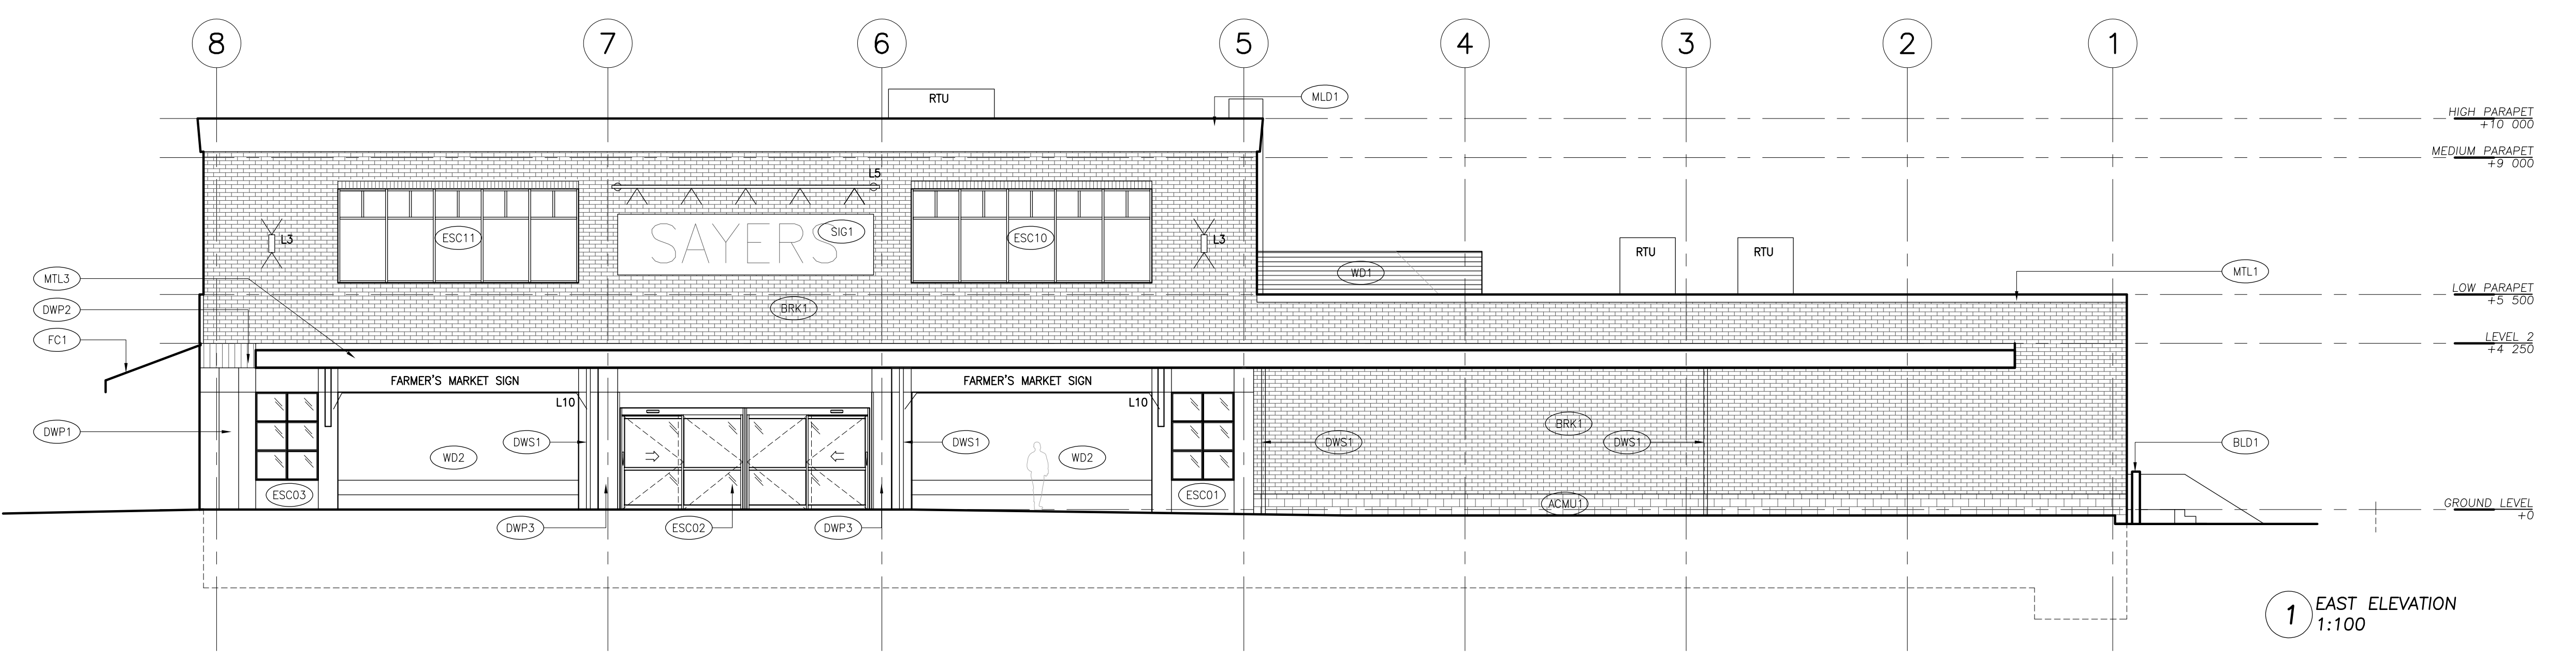 8 7 6 5 4 3 2 1
RTU
MLD1
HIGH PARAPET
+10 000
MEDIUM PARAPET
+9 000
L5
SAYERS
SIG1
ESC11
ESC10
L3
L3
RTU
RTU
WD1
MTL3
MTL1
DWP2
BRK1
LOW PARAPET
+5 500
FC1
LEVEL 2
+4 250
FARMER'S MARKET SIGN
FARMER'S MARKET SIGN
L10
L10
DWP1
DWS1
DWS1
BRK1
DWS1
DWS1
BLD1
WD2
WD2
ESC03
ESC01
ACMU1
GROUND LEVEL
+0
DWP3
ESC02
DWP3
1
EAST ELEVATION
1:100